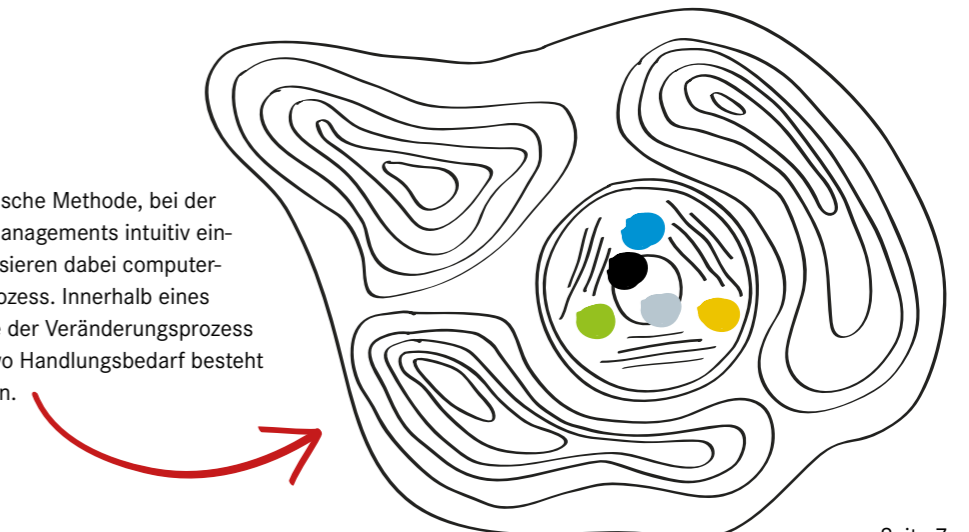 sche Methode, bei der
anagements intuitiv ein-
sieren dabei computer-
ozess. Innerhalb eines
e der Veränderungsprozess
vo Handlungsbedarf besteht
n.